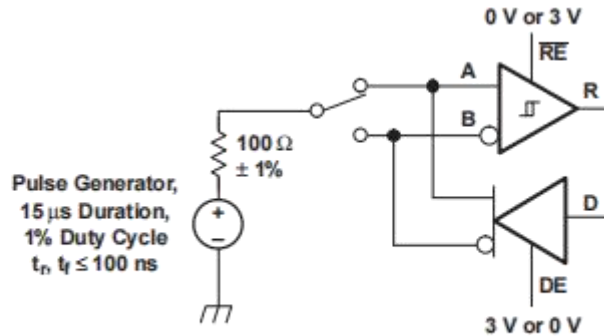 0 V or 3 V
RE
A
R
B
100 Ω
± 1%
Pulse Generator,
15 μs Duration,
1% Duty Cycle
tr, tf ≤ 100 ns
+
–
D
DE
3 V or 0 V